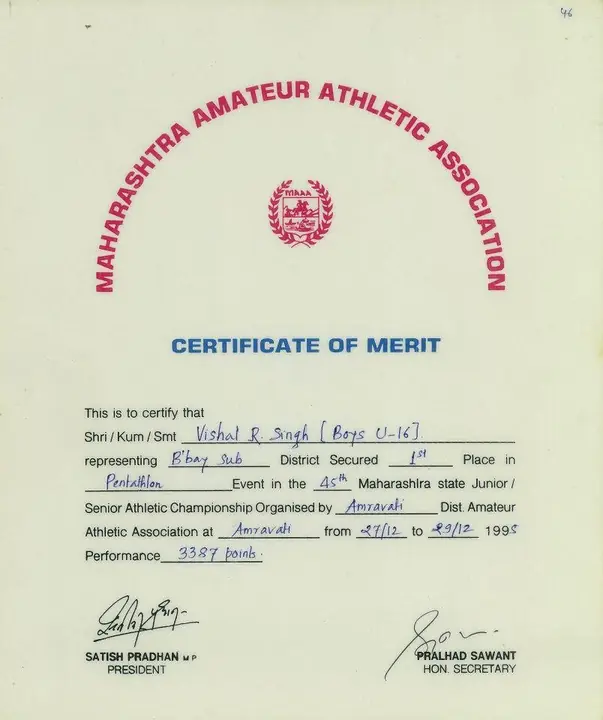 46
MAHARASHTRA AMATEUR ATHLETIC ASSOCIATION
MAAA
CERTIFICATE OF MERIT
This is to certify that
Shri / Kum / Smt Vishal R. Singh [Boys U-16]
representing B'bay Sub District Secured 1st Place in
Pentathlon Event in the 45th Maharashtra state Junior /
Senior Athletic Championship Organised by Amravati Dist. Amateur
Athletic Association at Amravati from 27/12 to 29/12 1995
Performance 3387 points.
SATISH PRADHAN M P
PRESIDENT
PRALHAD SAWANT
HON. SECRETARY